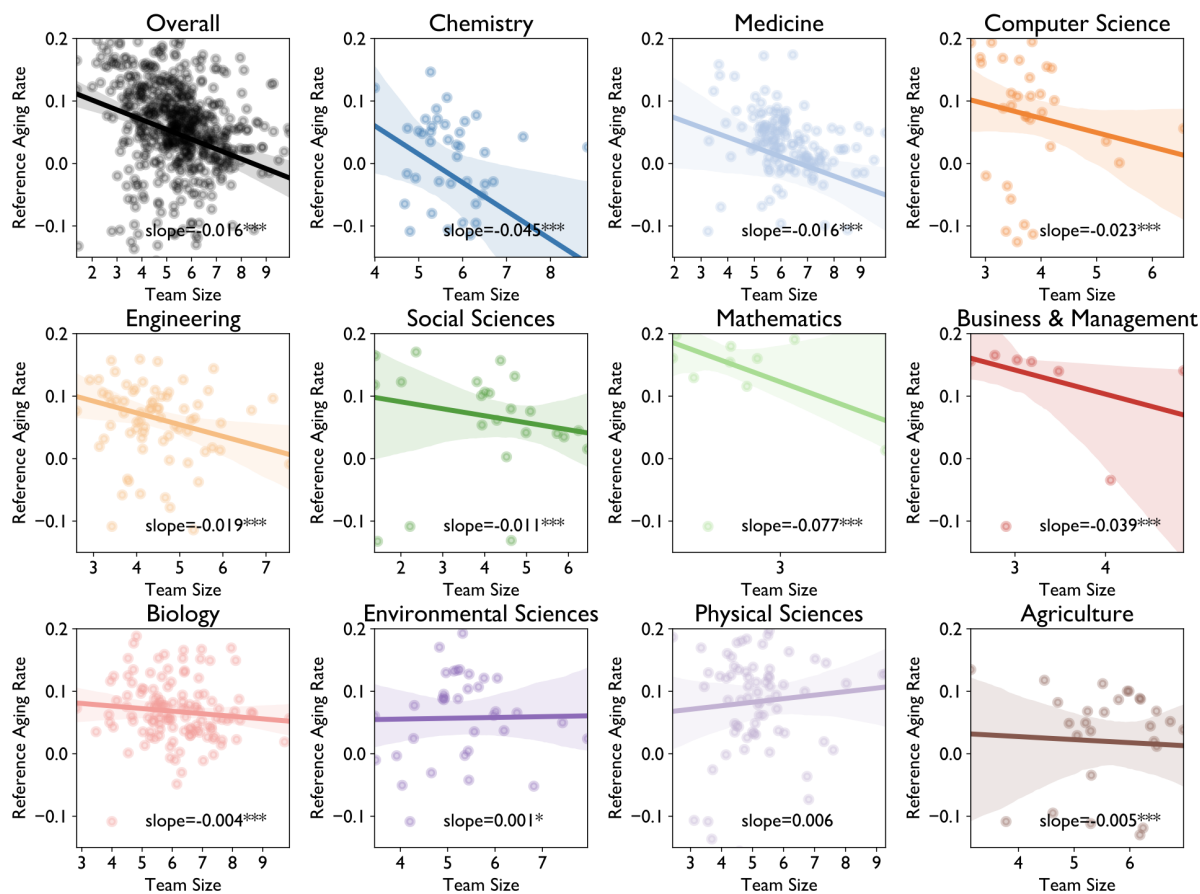 Overall
Reference Aging Rate
0.2
0.1
0.0
−0.1
slope=-0.016***
2 3 4 5 6 7 8 9
Team Size
Chemistry
Reference Aging Rate
0.2
0.1
0.0
−0.1
slope=-0.045***
4 5 6 7 8
Team Size
Medicine
Reference Aging Rate
0.2
0.1
0.0
−0.1
slope=-0.016***
2 3 4 5 6 7 8 9
Team Size
Computer Science
Reference Aging Rate
0.2
0.1
0.0
−0.1
slope=-0.023***
3 4 5 6
Team Size
Engineering
Reference Aging Rate
0.2
0.1
0.0
−0.1
slope=-0.019***
3 4 5 6 7
Team Size
Social Sciences
Reference Aging Rate
0.2
0.1
0.0
−0.1
slope=-0.011***
2 3 4 5 6
Team Size
Mathematics
Reference Aging Rate
0.2
0.1
0.0
−0.1
slope=-0.077***
3
Team Size
Business & Management
Reference Aging Rate
0.2
0.1
0.0
−0.1
slope=-0.039***
3 4
Team Size
Biology
Reference Aging Rate
0.2
0.1
0.0
−0.1
slope=-0.004***
3 4 5 6 7 8 9
Team Size
Environmental Sciences
Reference Aging Rate
0.2
0.1
0.0
−0.1
slope=0.001*
4 5 6 7
Team Size
Physical Sciences
Reference Aging Rate
0.2
0.1
0.0
−0.1
slope=0.006
3 4 5 6 7 8 9
Team Size
Agriculture
Reference Aging Rate
0.2
0.1
0.0
−0.1
slope=-0.005***
4 5 6
Team Size